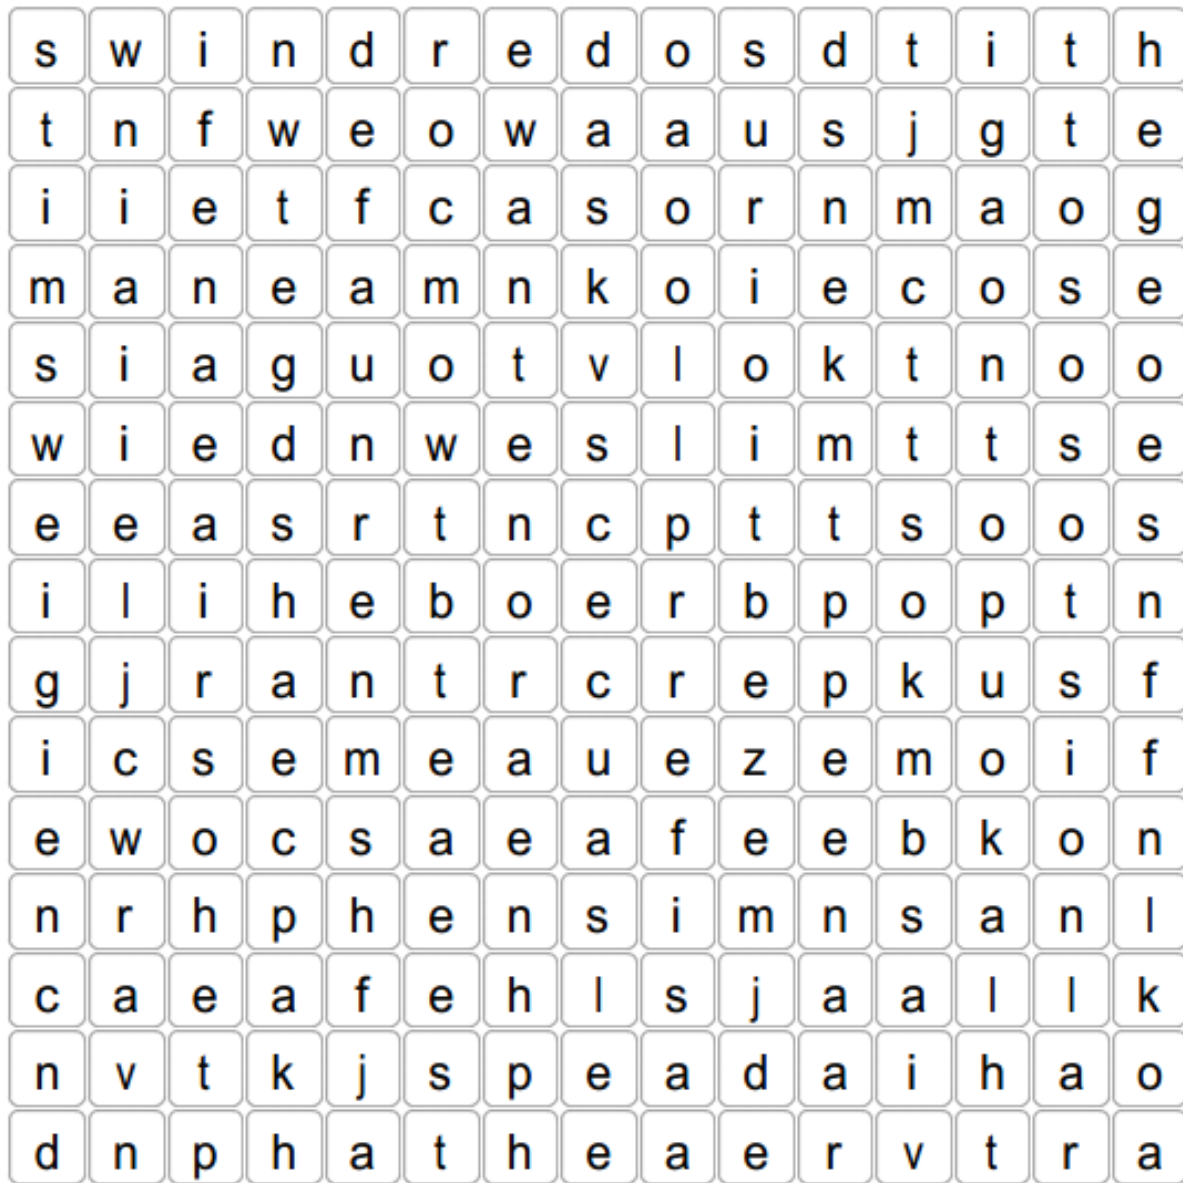 s w i n d r e d o s d t i t h
t n f w e o w a a u s j g t e
i i e t f c a s o r n m a o g
m a n e a m n k o i e c o s e
s i a g u o t v l o k t n o o
w i e d n w e s l i m t t s e
e e a s r t n c p t t s o o s
i l i h e b o e r b p o p t n
g j r a n t r c r e p k u s f
i c s e m e a u e z e m o i f
e w o c s a e a f e e b k o n
n r h p h e n s i m n s a n l
c a e a f e h l s j a a l l k
n v t k j s p e a d a i h a o
d n p h a t h e a e r v t r a